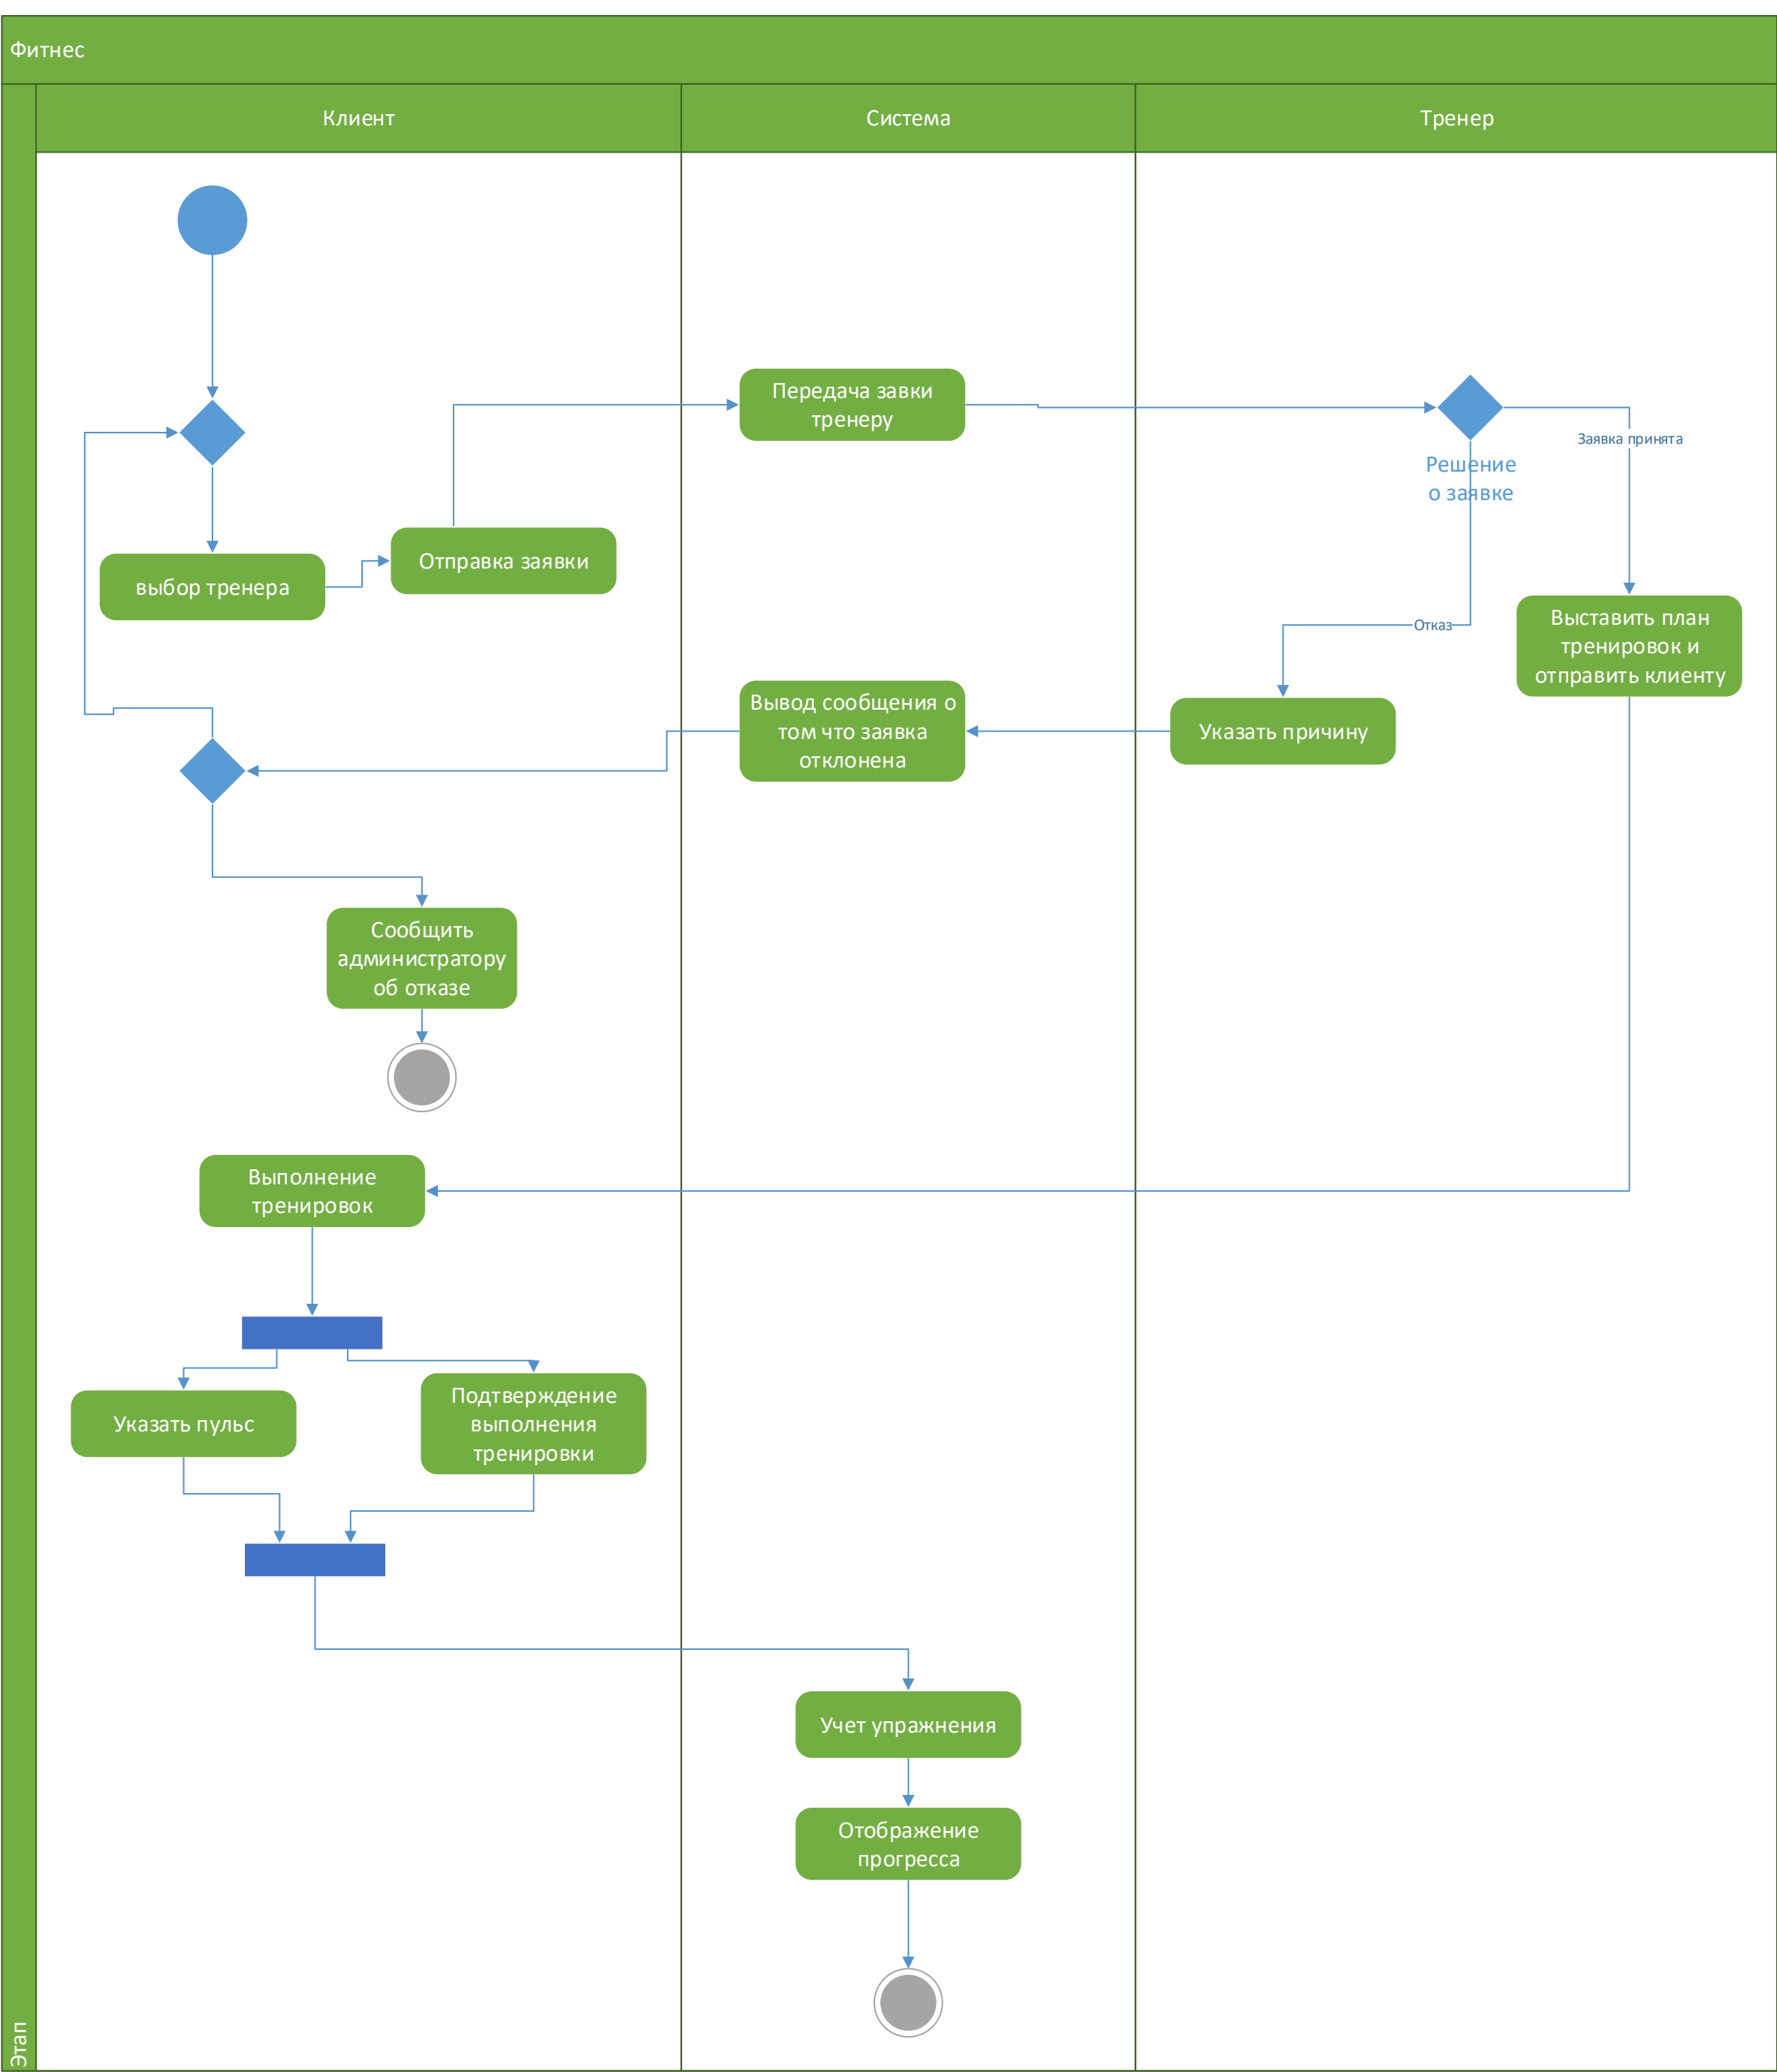 Фитнес
Клиент
Система
Тренер
Передача завки
тренеру
Заявка принята
Решение
о заявке
Отправка заявки
выбор тренера
Выставить план
тренировок и
отправить клиенту
Отказ
Вывод сообщения о
том что заявка
отклонена
Указать причину
Сообщить
администратору
об отказе
Выполнение
тренировок
Указать пульс
Подтверждение
выполнения
тренировки
Учет упражнения
Отображение
прогресса
Этап